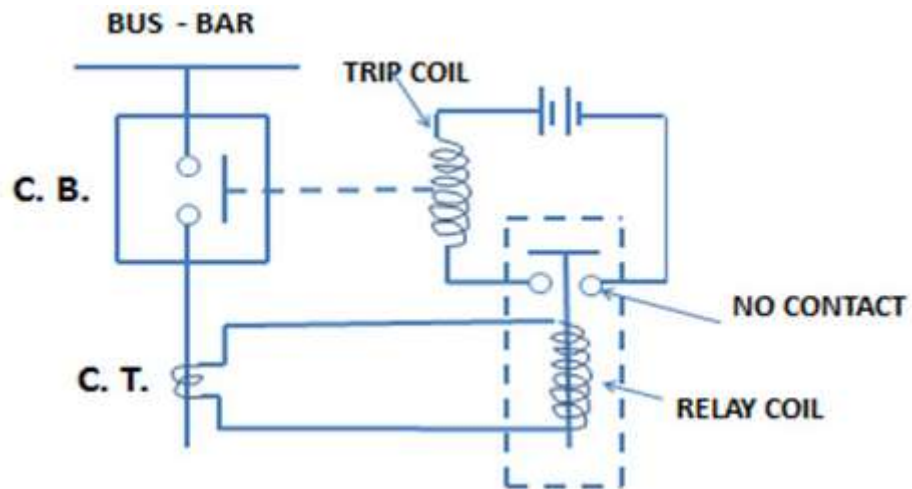 BUS - BAR
TRIP COIL
C. B.
NO CONTACT
C. T.
RELAY COIL